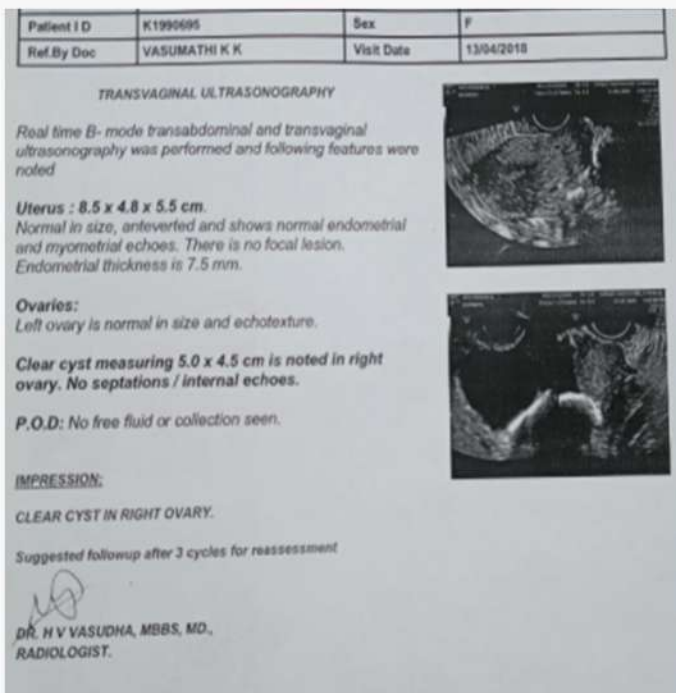 Patient I D K1990695 Sex F
Ref.By Doc VASUMATHI K K Visit Date 13/04/2018
TRANSVAGINAL ULTRASONOGRAPHY
Real time B- mode transabdominal and transvaginal
ultrasonography was performed and following features were
noted
Uterus : 8.5 x 4.8 x 5.5 cm.
Normal in size, anteverted and shows normal endometrial
and myometrial echoes. There is no focal lesion.
Endometrial thickness is 7.5 mm.
Ovaries:
Left ovary is normal in size and echotexture.
Clear cyst measuring 5.0 x 4.5 cm is noted in right
ovary. No septations / internal echoes.
P.O.D: No free fluid or collection seen.
IMPRESSION:
CLEAR CYST IN RIGHT OVARY.
Suggested followup after 3 cycles for reassessment
DR. H V VASUDHA, MBBS, MD.,
RADIOLOGIST.